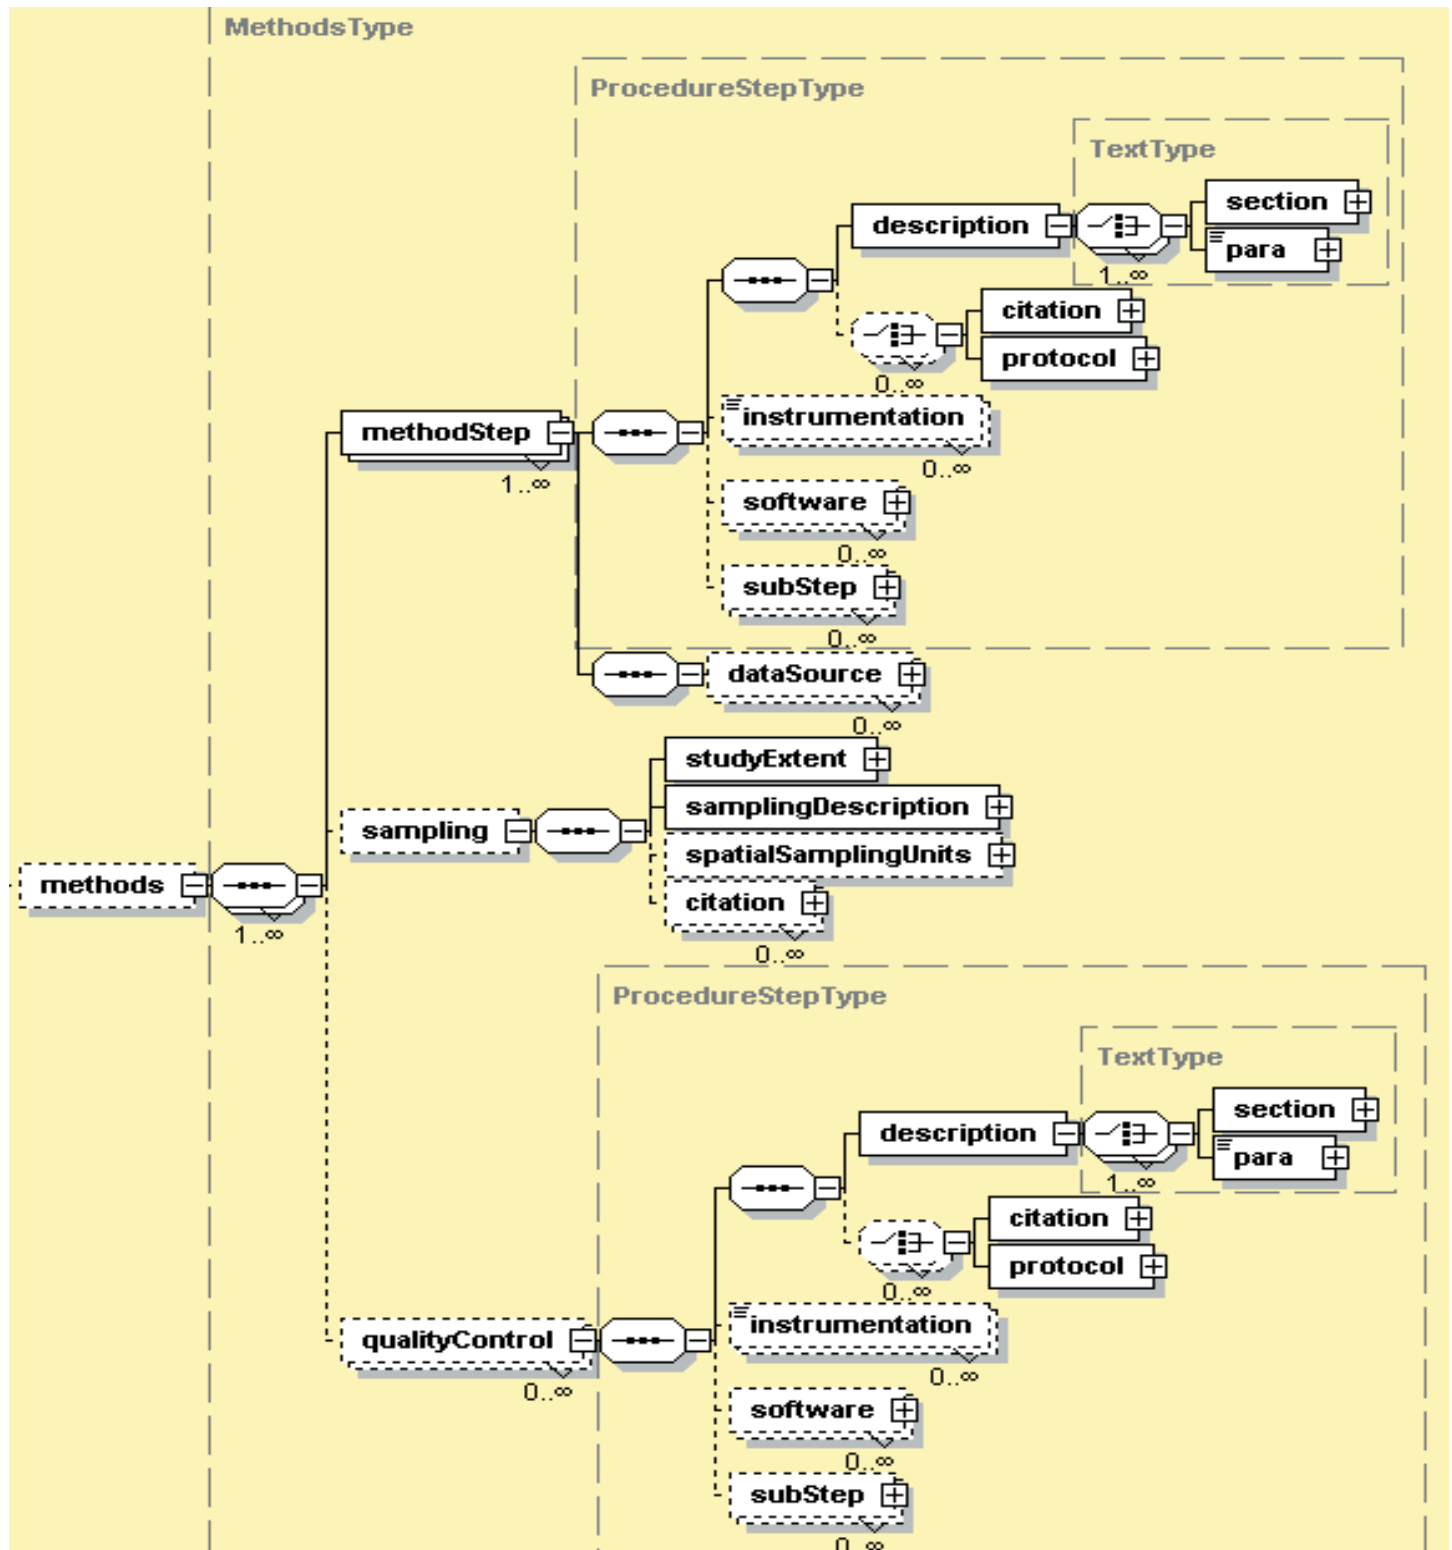 MethodsType
ProcedureStepType
TextType
section
description
para
1..∞
citation
protocol
0..∞
instrumentation
methodStep
0..∞
1..∞
software
0..∞
subStep
0..∞
dataSource
0..∞
studyExtent
samplingDescription
sampling
spatialSamplingUnits
methods
citation
1..∞
0..∞
ProcedureStepType
TextType
section
description
para
1..∞
citation
protocol
0..∞
instrumentation
qualityControl
0..∞
0..∞
software
0..∞
subStep
0..∞